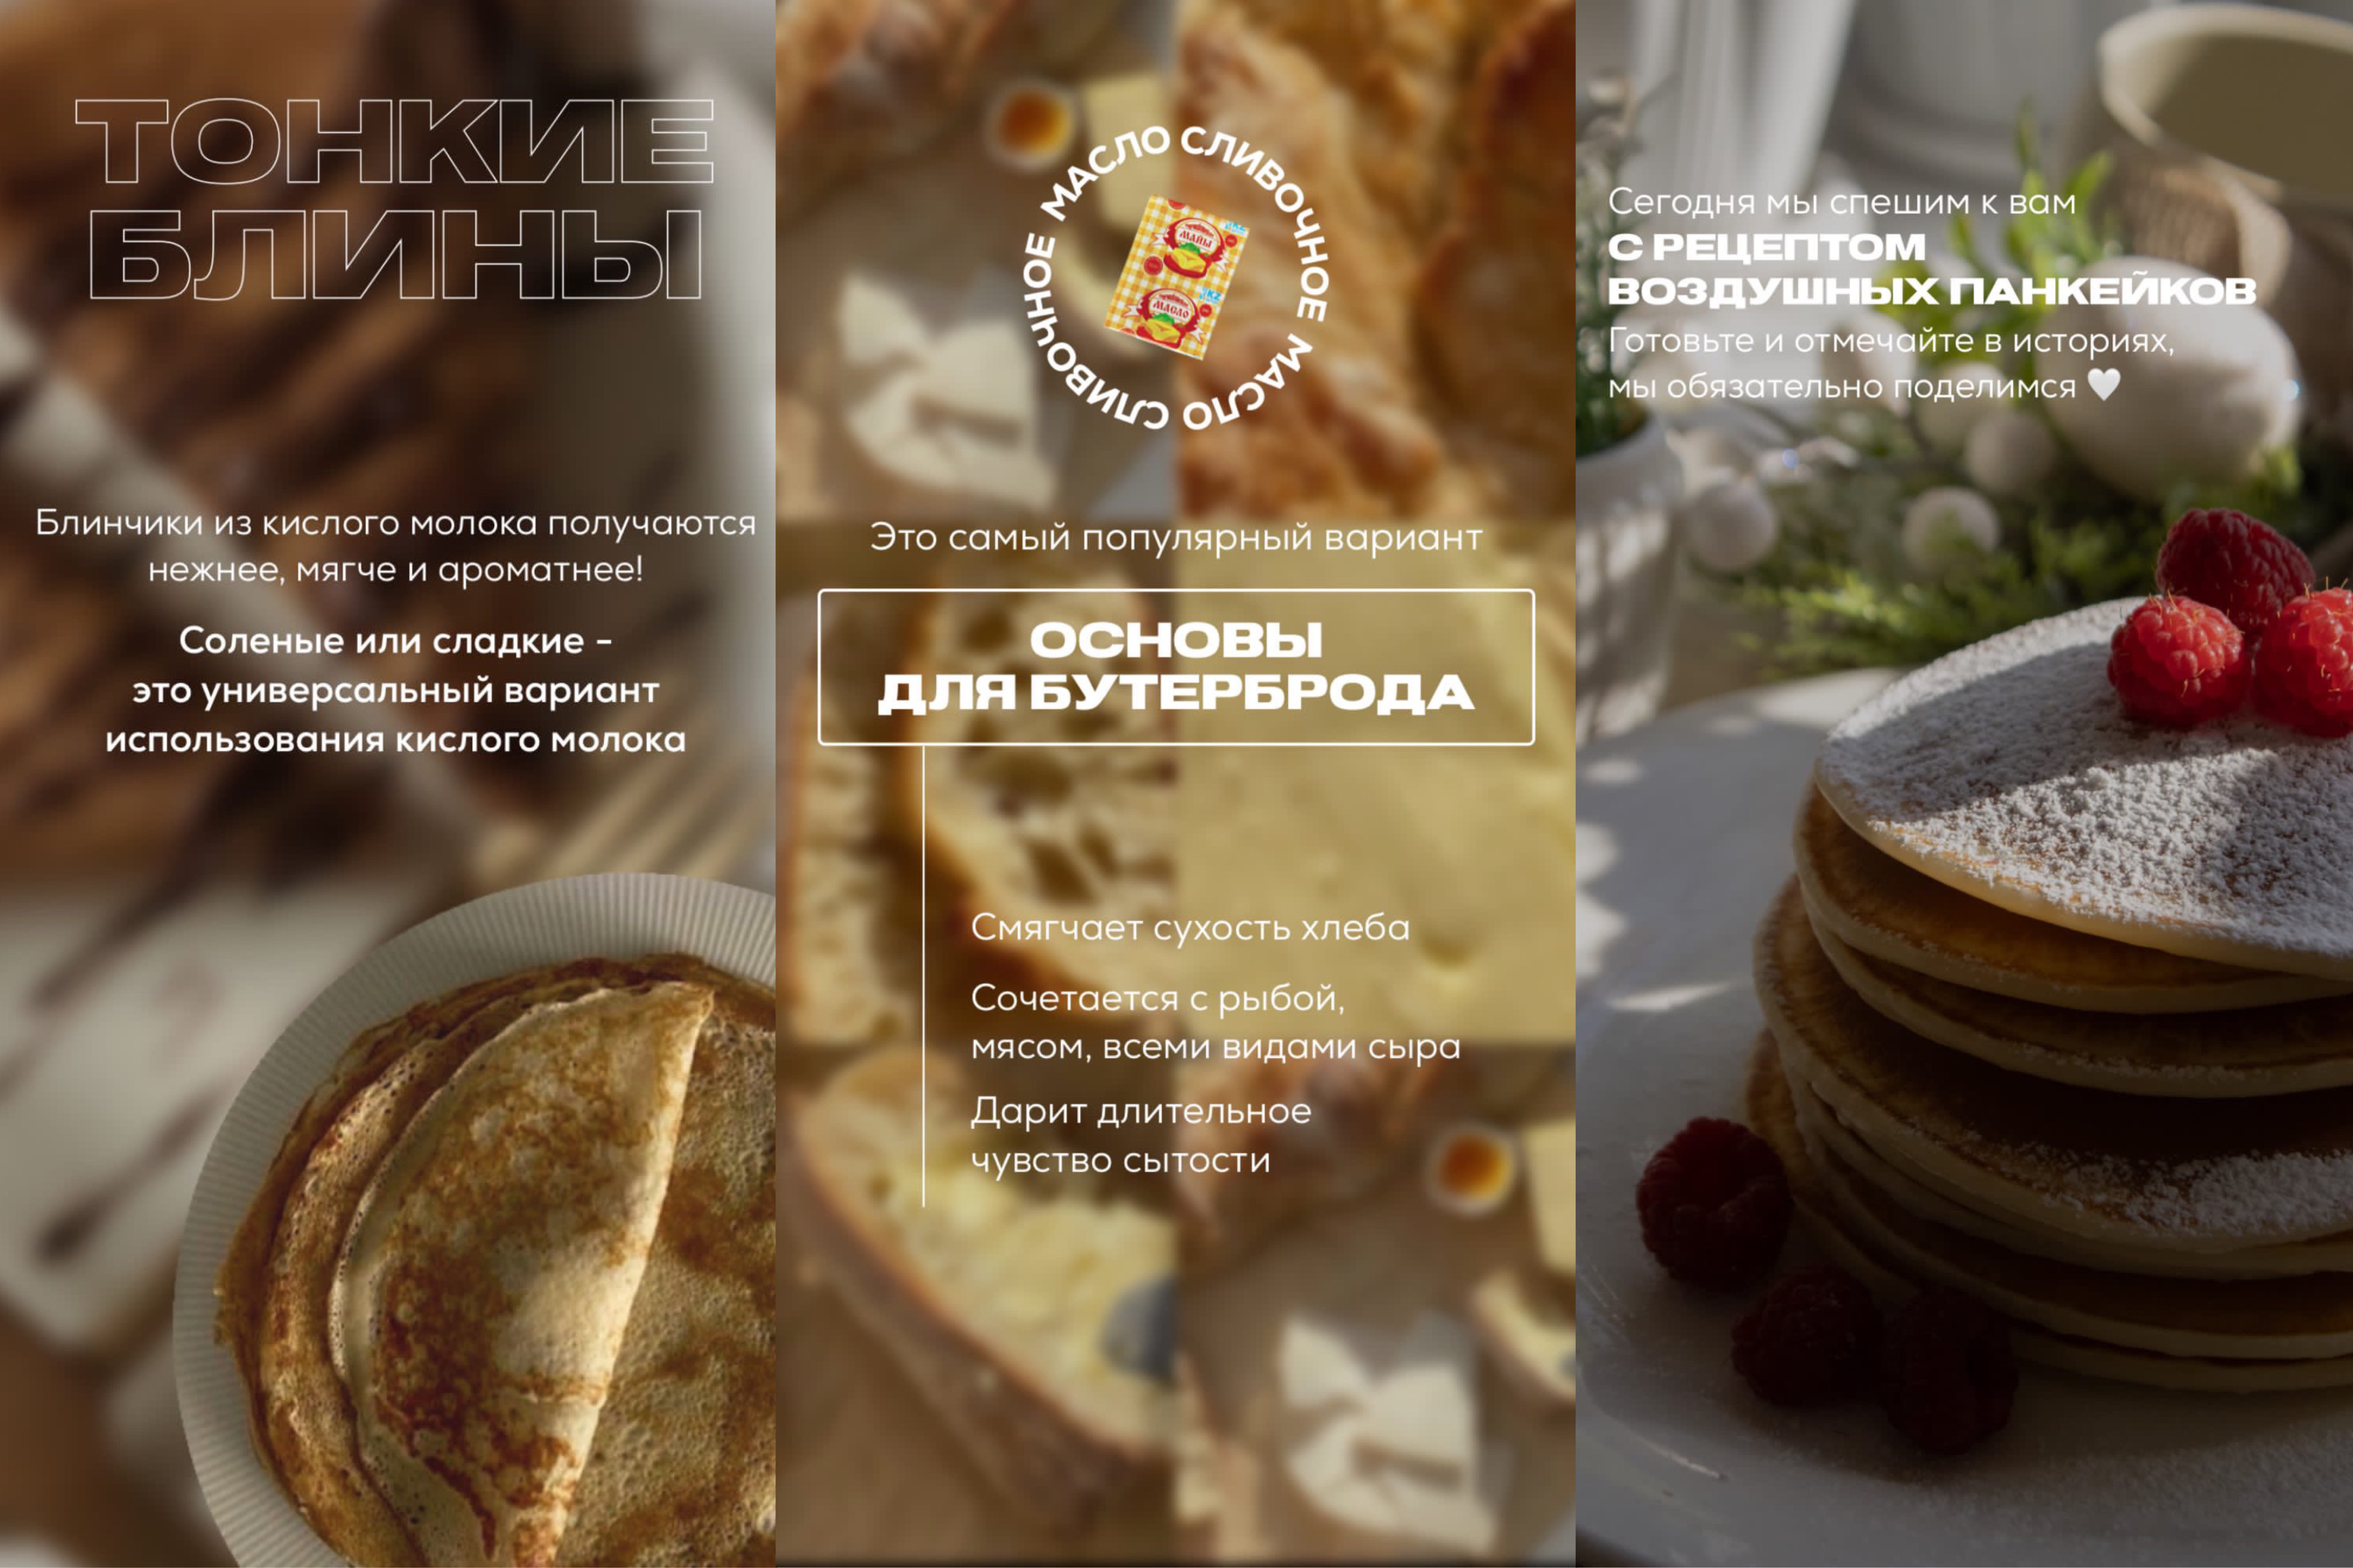 ТОНКИЕ
БЛИНЫ
Блинчики из кислого молока получаются
нежнее, мягче и ароматнее!
Соленые или сладкие -
это универсальный вариант
использования кислого молока
МАСЛО СЛИВОЧНОЕ МАСЛО СЛИВОЧНОЕ
МАЙЫ
KZ
МАСЛО
Это самый популярный вариант
ОСНОВЫ
ДЛЯ БУТЕРБРОДА
Смягчает сухость хлеба
Сочетается с рыбой,
мясом, всеми видами сыра
Дарит длительное
чувство сытости
Сегодня мы спешим к вам
С РЕЦЕПТОМ
ВОЗДУШНЫХ ПАНКЕЙКОВ
Готовьте и отмечайте в историях,
мы обязательно поделимся 🤍